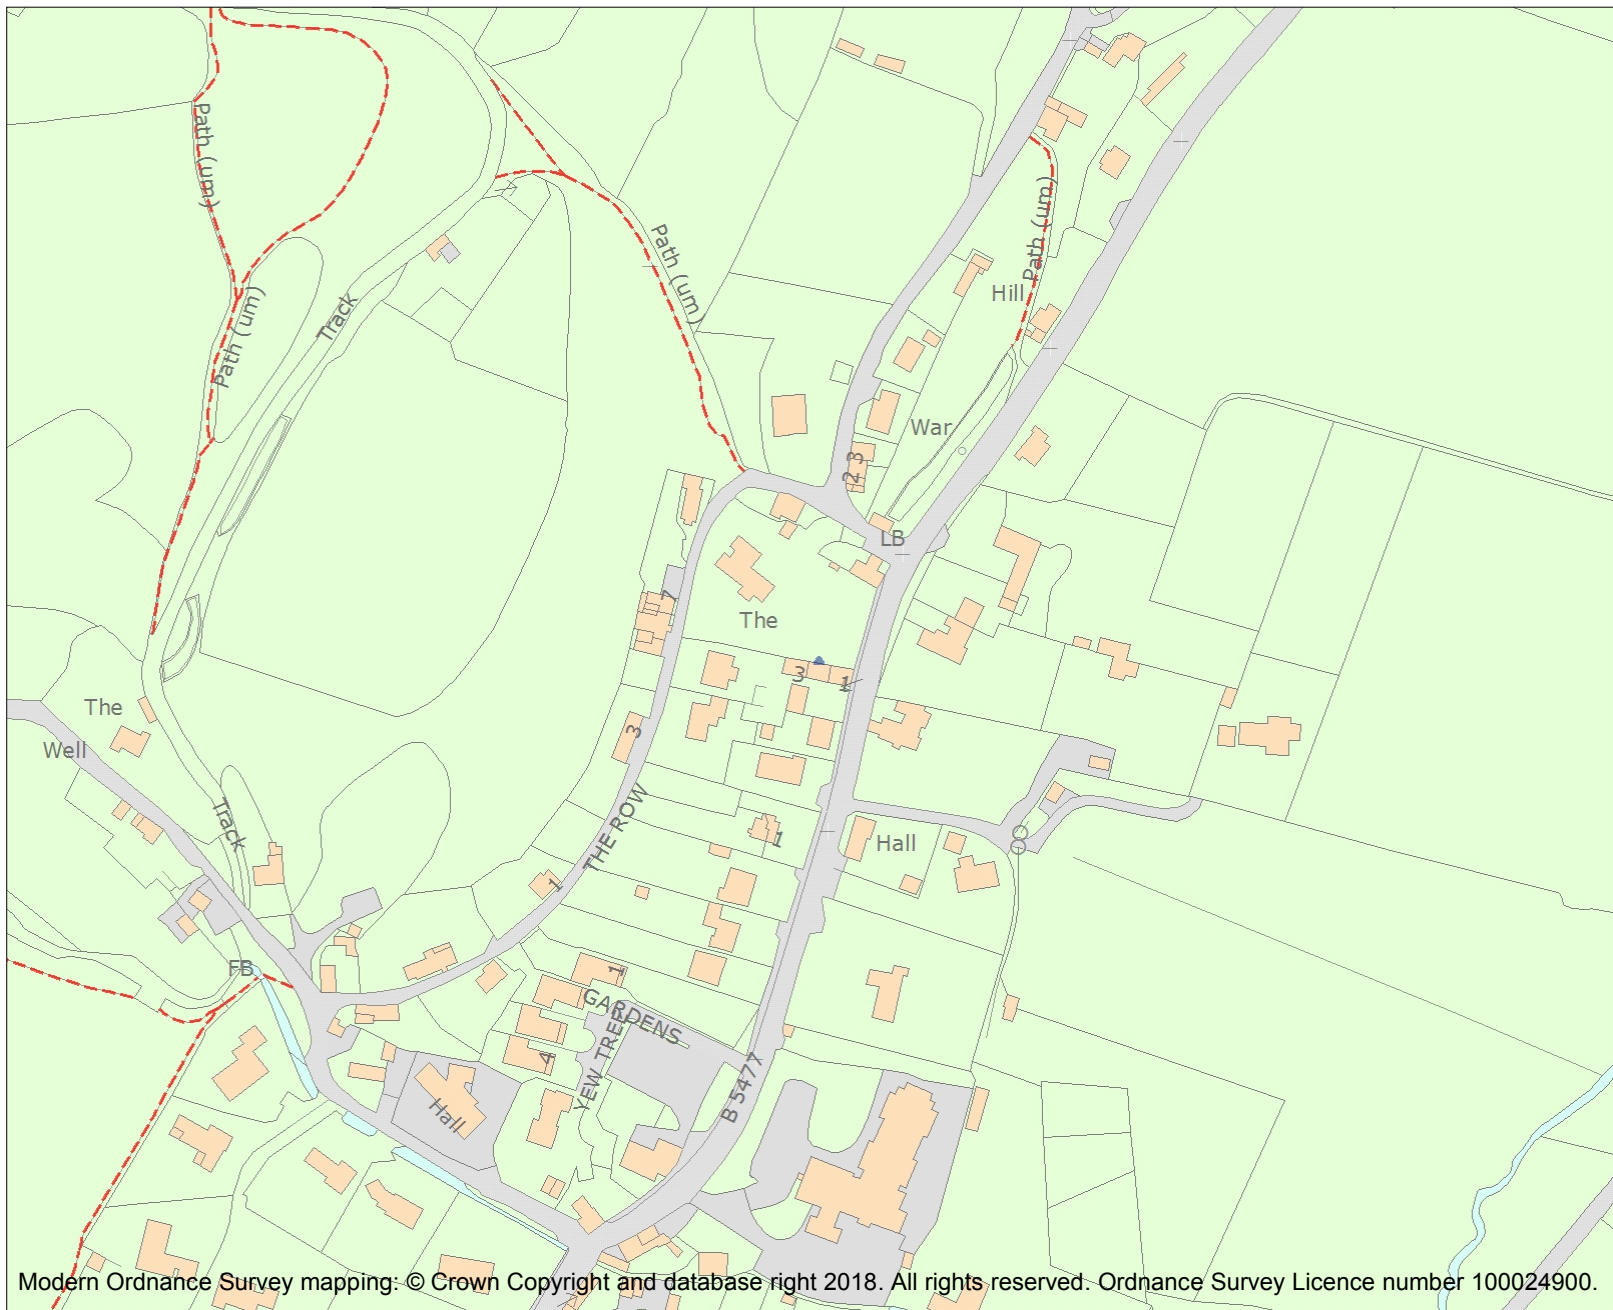 Path (um)
Path (um)
Path (um)
Path (um)
Track
Hill
War
3
2
LB
7
The
3
1
3
The
Well
Track
THE ROW
1
Hall
1
FB
1
GARDENS
YEW TREE
4
B 5477
Hall
Modern Ordnance Survey mapping: © Crown Copyright and database right 2018. All rights reserved. Ordnance Survey Licence number 100024900.